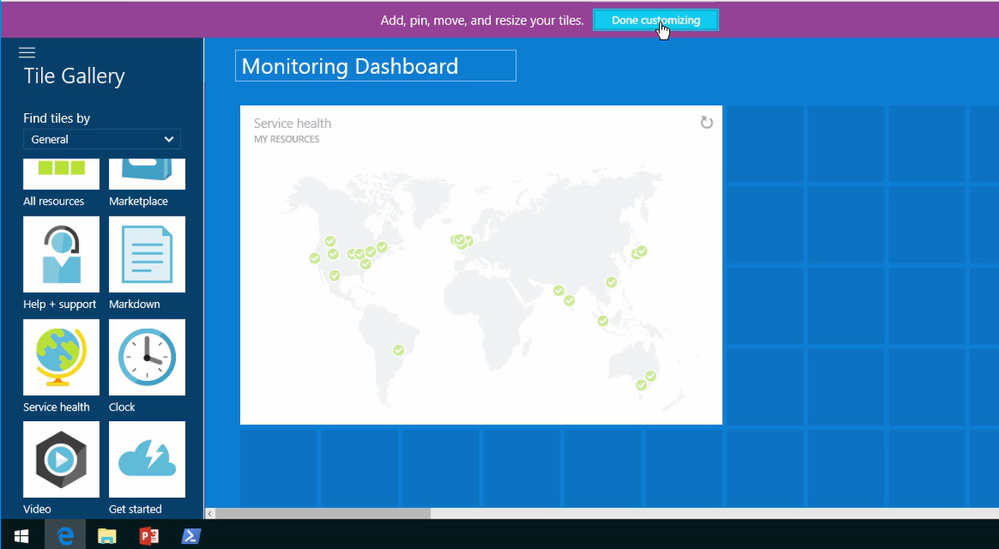 Add, pin, move, and resize your tiles.
Done customizing
Tile Gallery
Monitoring Dashboard
Find tiles by
General
Service health
MY RESOURCES
All resources
Marketplace
Help + support
Markdown
Service health
Clock
Video
Get started